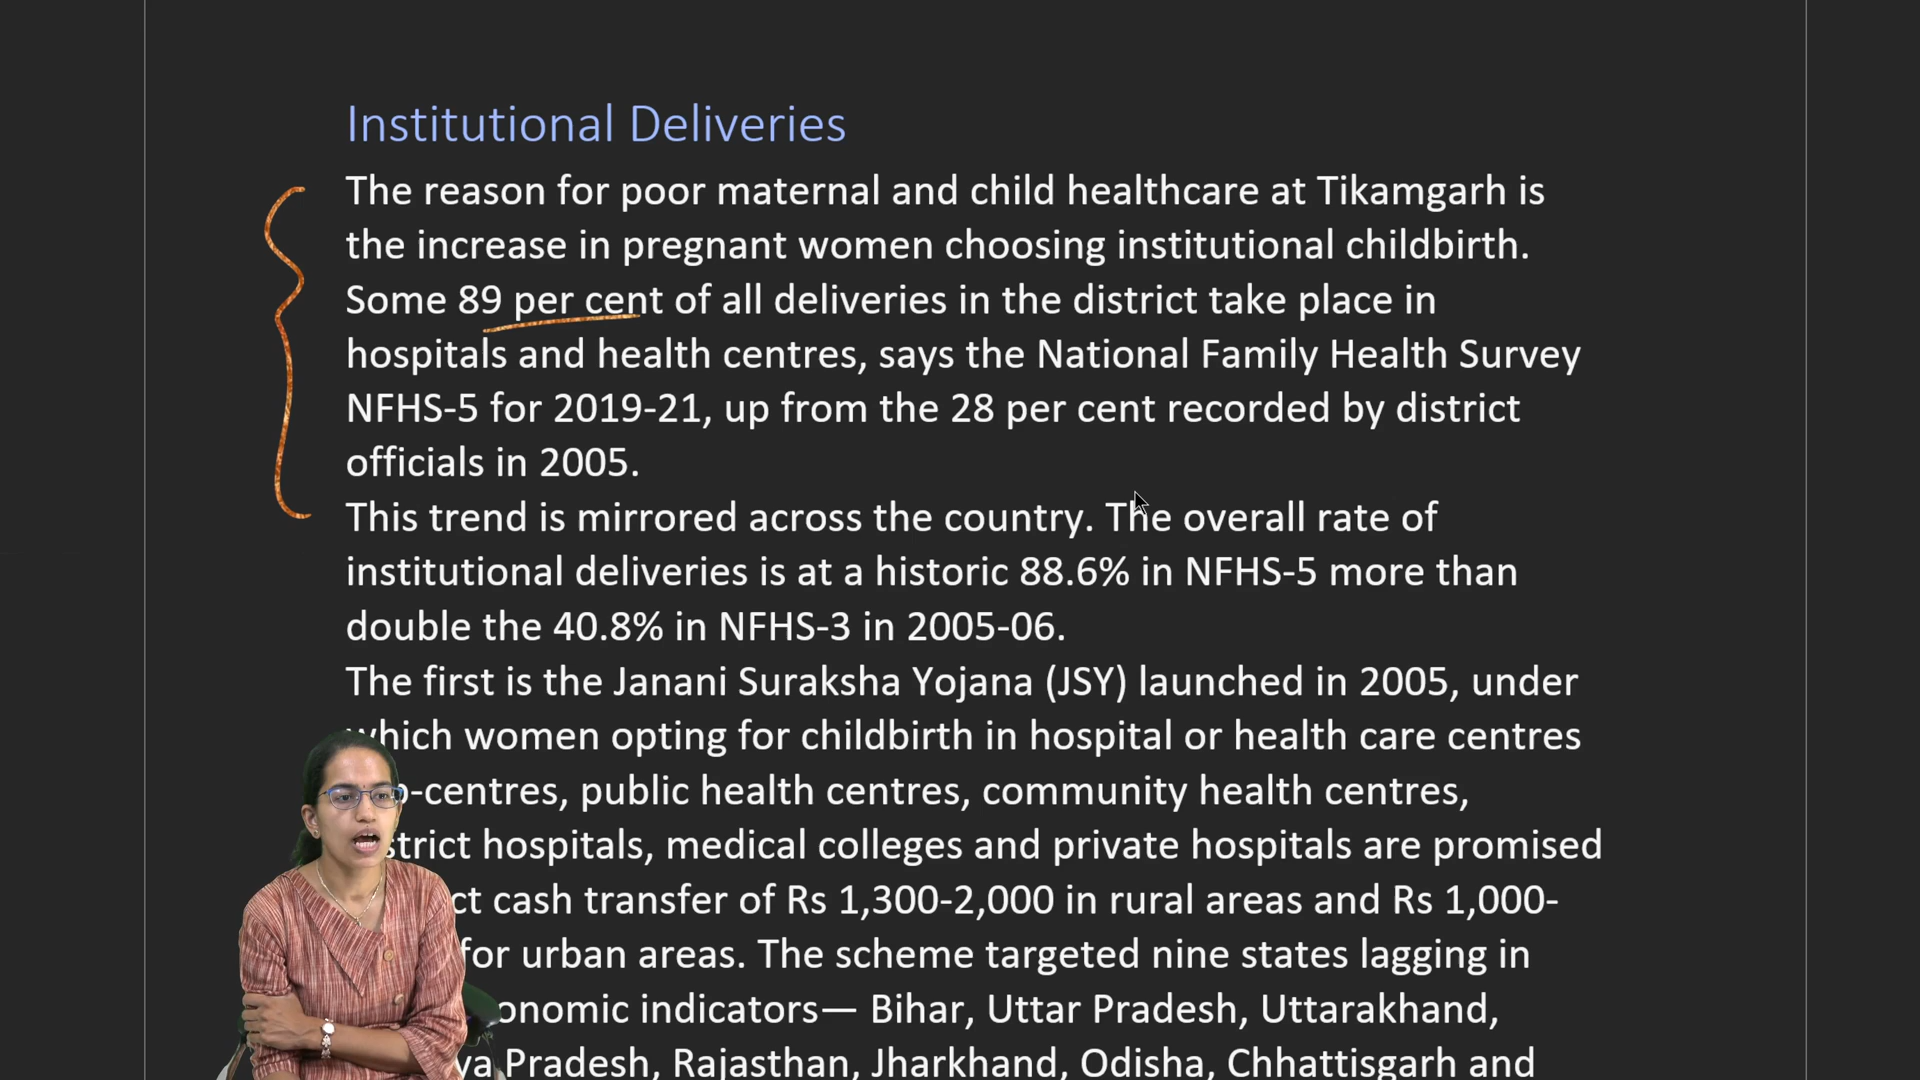 Institutional Deliveries
The reason for poor maternal and child healthcare at Tikamgarh is
the increase in pregnant women choosing institutional childbirth.
Some 89 per cent of all deliveries in the district take place in
hospitals and health centres, says the National Family Health Survey
NFHS-5 for 2019-21, up from the 28 per cent recorded by district
officials in 2005.
This trend is mirrored across the country. The overall rate of
institutional deliveries is at a historic 88.6% in NFHS-5 more than
double the 40.8% in NFHS-3 in 2005-06.
The first is the Janani Suraksha Yojana (JSY) launched in 2005, under
which women opting for childbirth in hospital or health care centres
-centres, public health centres, community health centres,
hospitals, medical colleges and private hospitals are promised
cash transfer of Rs 1,300-2,000 in rural areas and Rs 1,000-
for urban areas. The scheme targeted nine states lagging in
indicators— Bihar, Uttar Pradesh, Uttarakhand,
Pradesh, Rajasthan, Jharkhand, Odisha, Chhattisgarh and